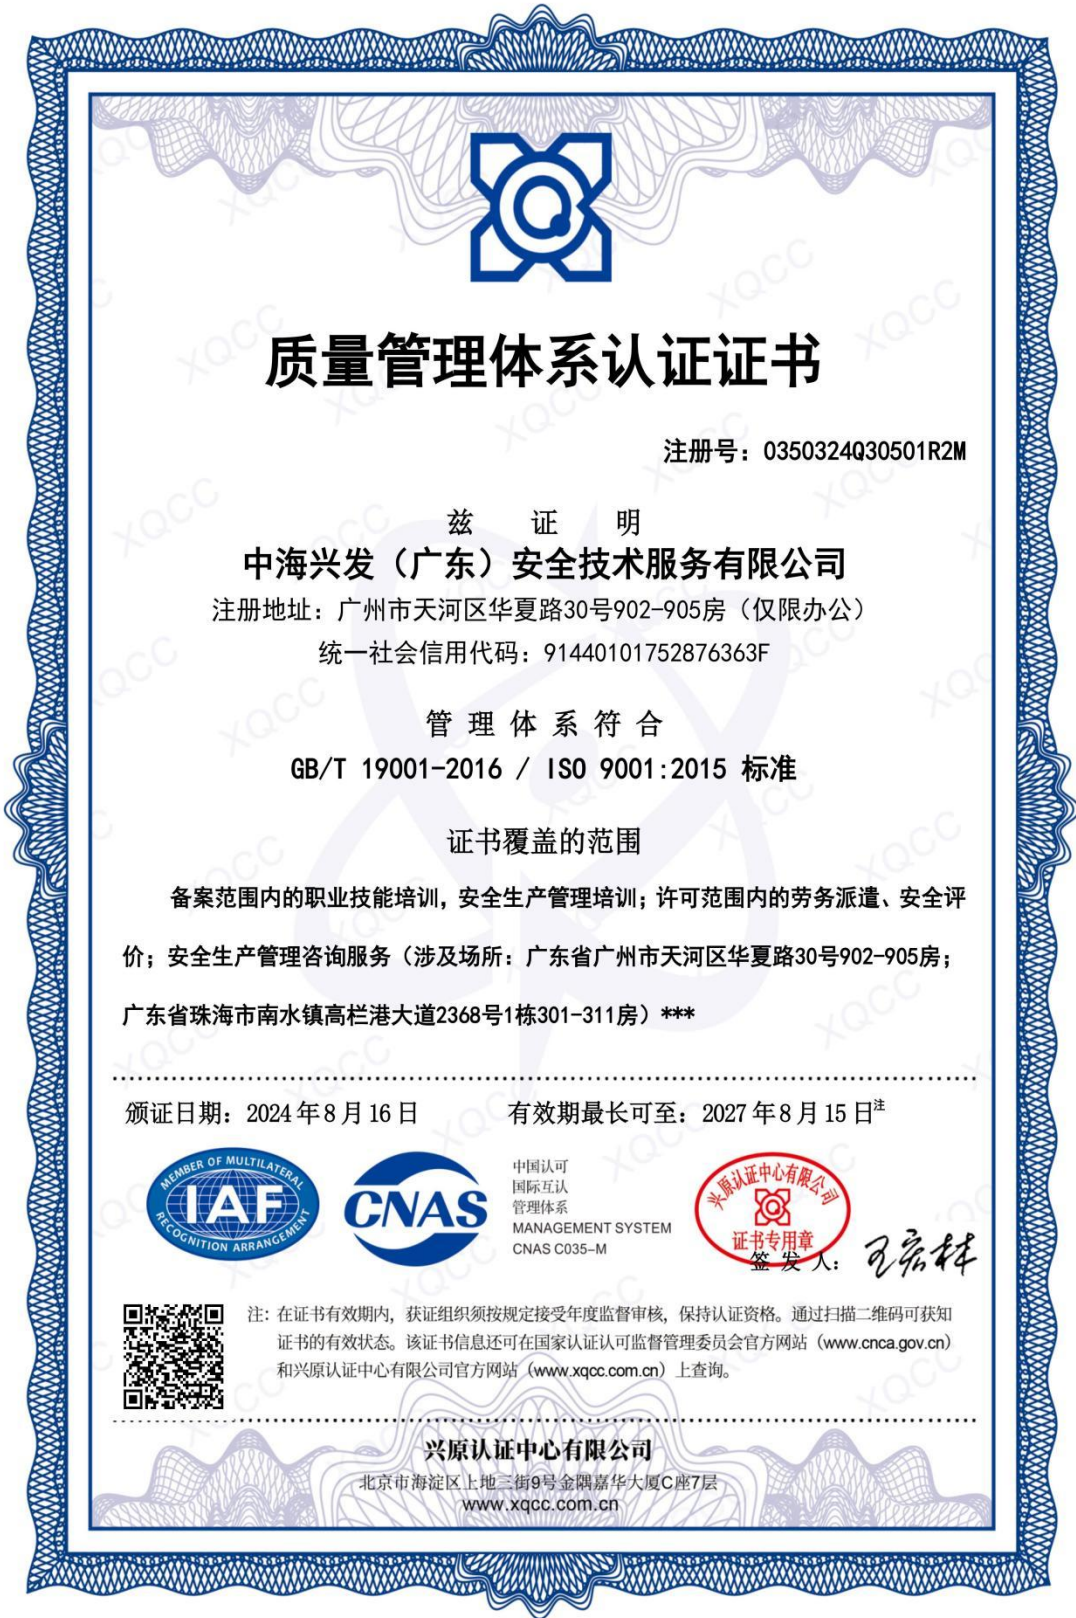 质量管理体系认证证书
注册号：0350324Q30501R2M
兹 证 明
中海兴发（广东）安全技术服务有限公司
注册地址：广州市天河区华夏路30号902-905房（仅限办公）
统一社会信用代码：91440101752876363F
管 理 体 系 符 合
GB/T 19001-2016 / ISO 9001:2015 标准
证书覆盖的范围
备案范围内的职业技能培训，安全生产管理培训；许可范围内的劳务派遣、安全评
价；安全生产管理咨询服务（涉及场所：广东省广州市天河区华夏路30号902-905房；
广东省珠海市南水镇高栏港大道2368号1栋301-311房）***
颁证日期：2024年8月16日 有效期最长可至：2027年8月15日注
MEMBER OF MULTILATERAL
IAF
RECOGNITION ARRANGEMENT
CNAS
中国认可
国际互认
管理体系
MANAGEMENT SYSTEM
CNAS C035-M
兴原认证中心有限公司
证书专用章
签 发 人：
注：在证书有效期内，获证组织须按规定接受年度监督审核，保持认证资格。通过扫描二维码可获知
证书的有效状态。该证书信息还可在国家认证认可监督管理委员会官方网站（www.cnca.gov.cn）
和兴原认证中心有限公司官方网站（www.xqcc.com.cn）上查询。
兴原认证中心有限公司
北京市海淀区上地三街9号金隅嘉华大厦C座7层
www.xqcc.com.cn